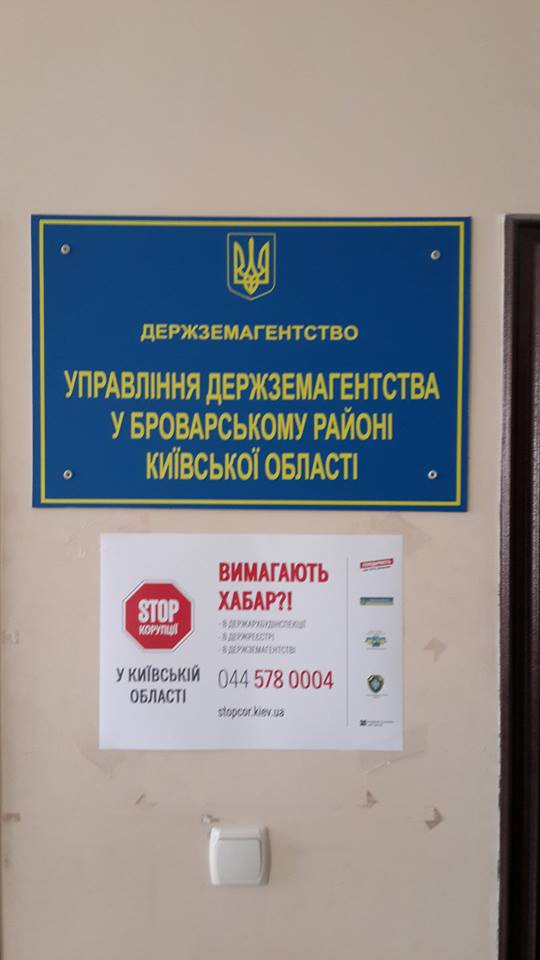 ДЕРЖЗЕМАГЕНТСТВО
УПРАВЛІННЯ ДЕРЖЗЕМАГЕНТСТВА
У БРОВАРСЬКОМУ РАЙОНІ
КИЇВСЬКОЇ ОБЛАСТІ
STOP
КОРУПЦІЇ
У КИЇВСЬКІЙ
ОБЛАСТІ
ВИМАГАЮТЬ
ХАБАР?!
- В ДЕРЖАРХБУДІНСПЕКЦІЇ
- В ДЕРЖРЕЄСТРІ
- В ДЕРЖЗЕМАГЕНТСТВІ
044 578 0004
stopcor.kiev.ua